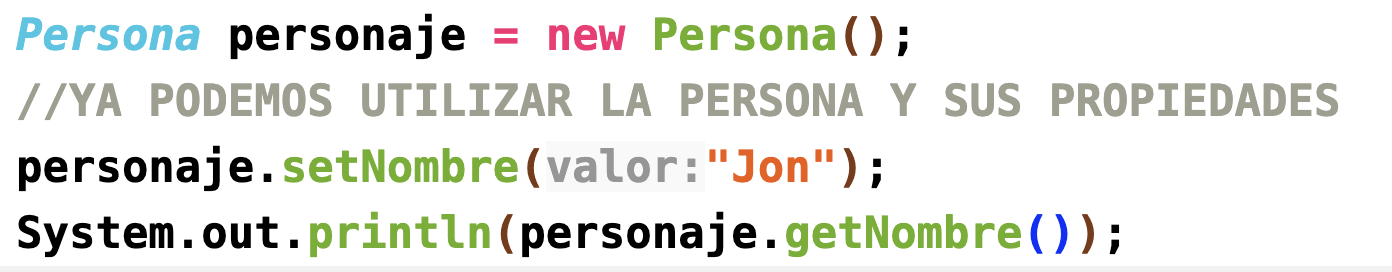 Persona personaje = new Persona();
//YA PODEMOS UTILIZAR LA PERSONA Y SUS PROPIEDADES
personaje.setNombre(valor:"Jon");
System.out.println(personaje.getNombre());